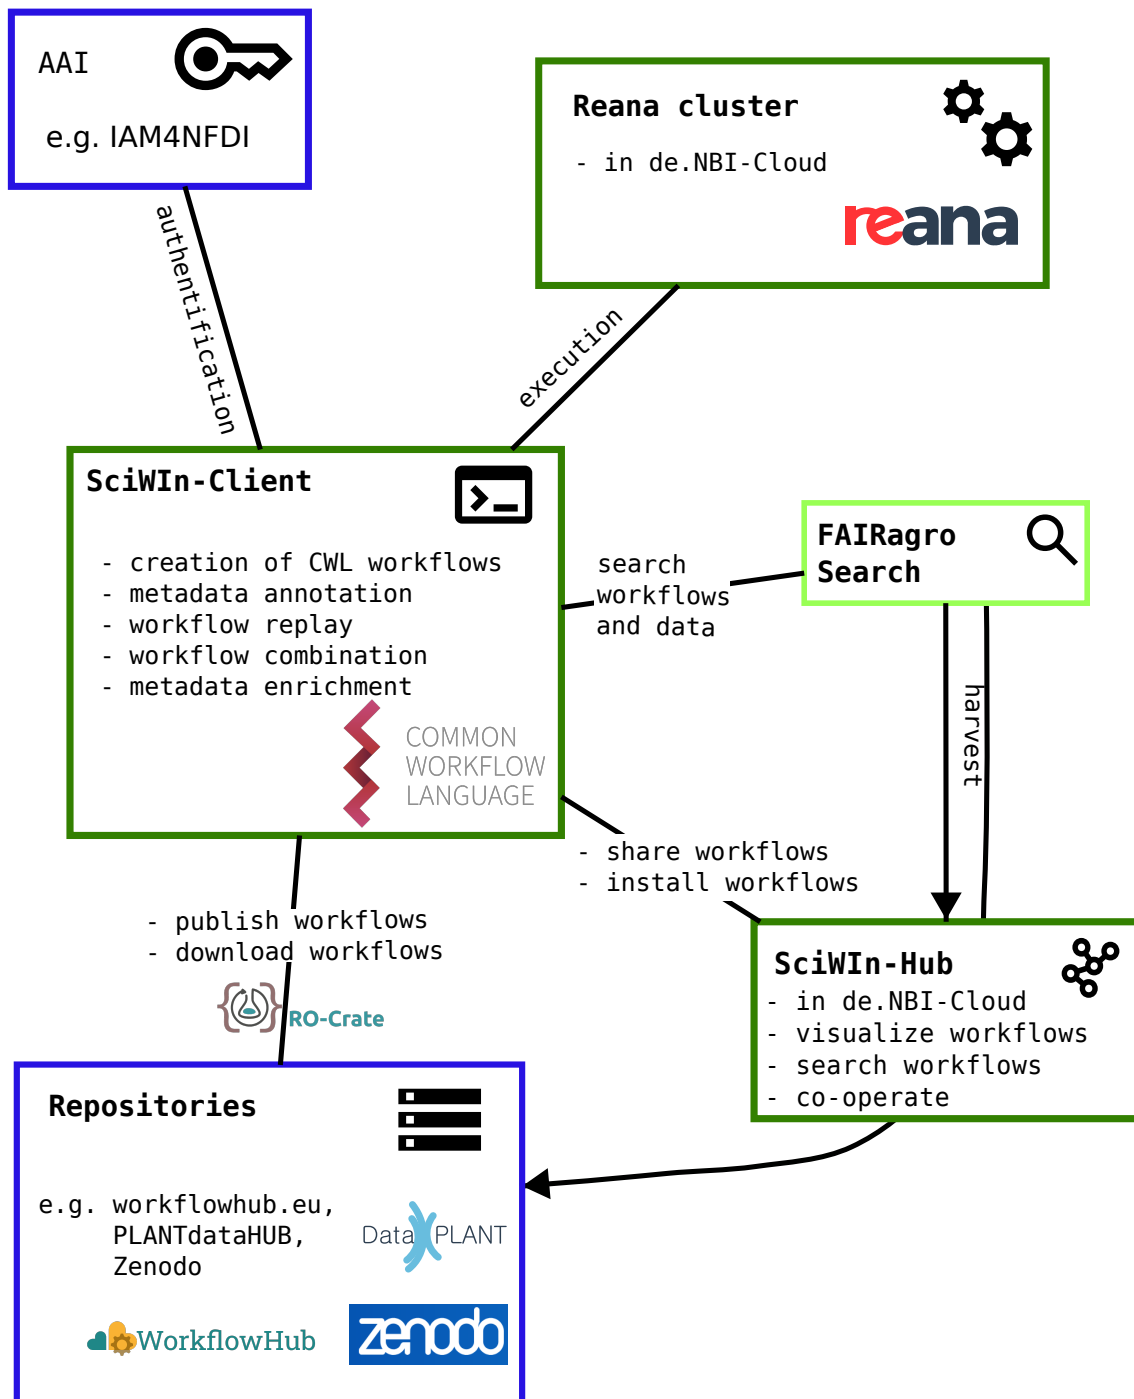 AAI
e.g. IAM4NFDI
authentification
Reana cluster
- in de.NBI-Cloud
reana
execution
SciWIn-Client
- creation of CWL workflows
- metadata annotation
- workflow replay
- workflow combination
- metadata enrichment
COMMON
WORKFLOW
LANGUAGE
search
workflows
and data
FAIRagro
Search
harvest
- share workflows
- install workflows
- publish workflows
- download workflows
RO-Crate
SciWIn-Hub
- in de.NBI-Cloud
- visualize workflows
- search workflows
- co-operate
Repositories
e.g. workflowhub.eu,
PLANTdataHUB,
Zenodo
DataPLANT
WorkflowHub
zenodo